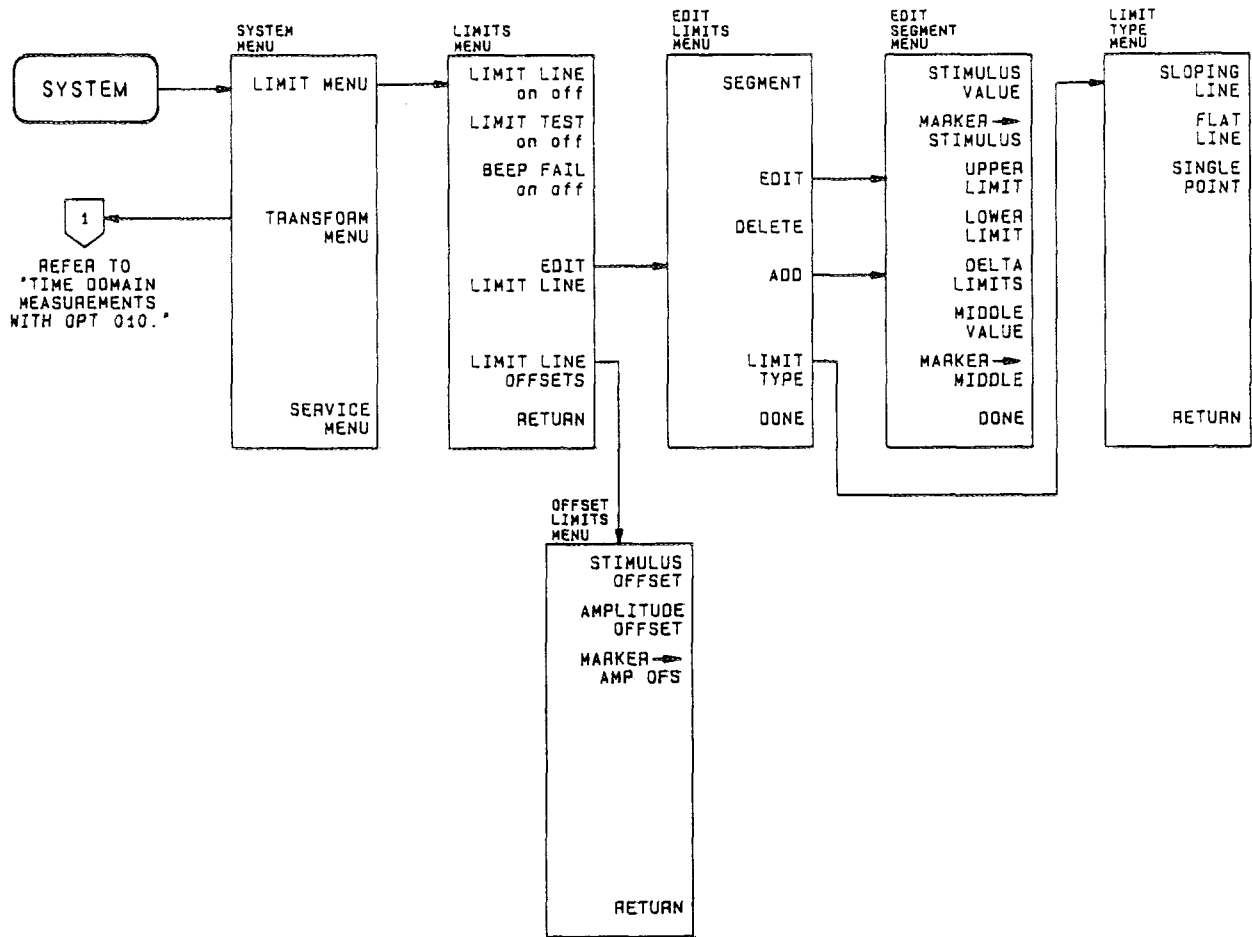 SYSTEM
1
REFER TO
"TIME DOMAIN
MEASUREMENTS
WITH OPT 010."
SYSTEM
MENU
LIMIT MENU
TRANSFORM
MENU
SERVICE
MENU
LIMITS
MENU
LIMIT LINE
on off
LIMIT TEST
on off
BEEP FAIL
on off
EDIT
LIMIT LINE
LIMIT LINE
OFFSETS
RETURN
EDIT
LIMITS
MENU
SEGMENT
EDIT
DELETE
ADD
LIMIT
TYPE
DONE
EDIT
SEGMENT
MENU
STIMULUS
VALUE
MARKER→
STIMULUS
UPPER
LIMIT
LOWER
LIMIT
DELTA
LIMITS
MIDDLE
VALUE
MARKER→
MIDDLE
DONE
LIMIT
TYPE
MENU
SLOPING
LINE
FLAT
LINE
SINGLE
POINT
RETURN
OFFSET
LIMITS
MENU
STIMULUS
OFFSET
AMPLITUDE
OFFSET
MARKER→
AMP OFS
RETURN